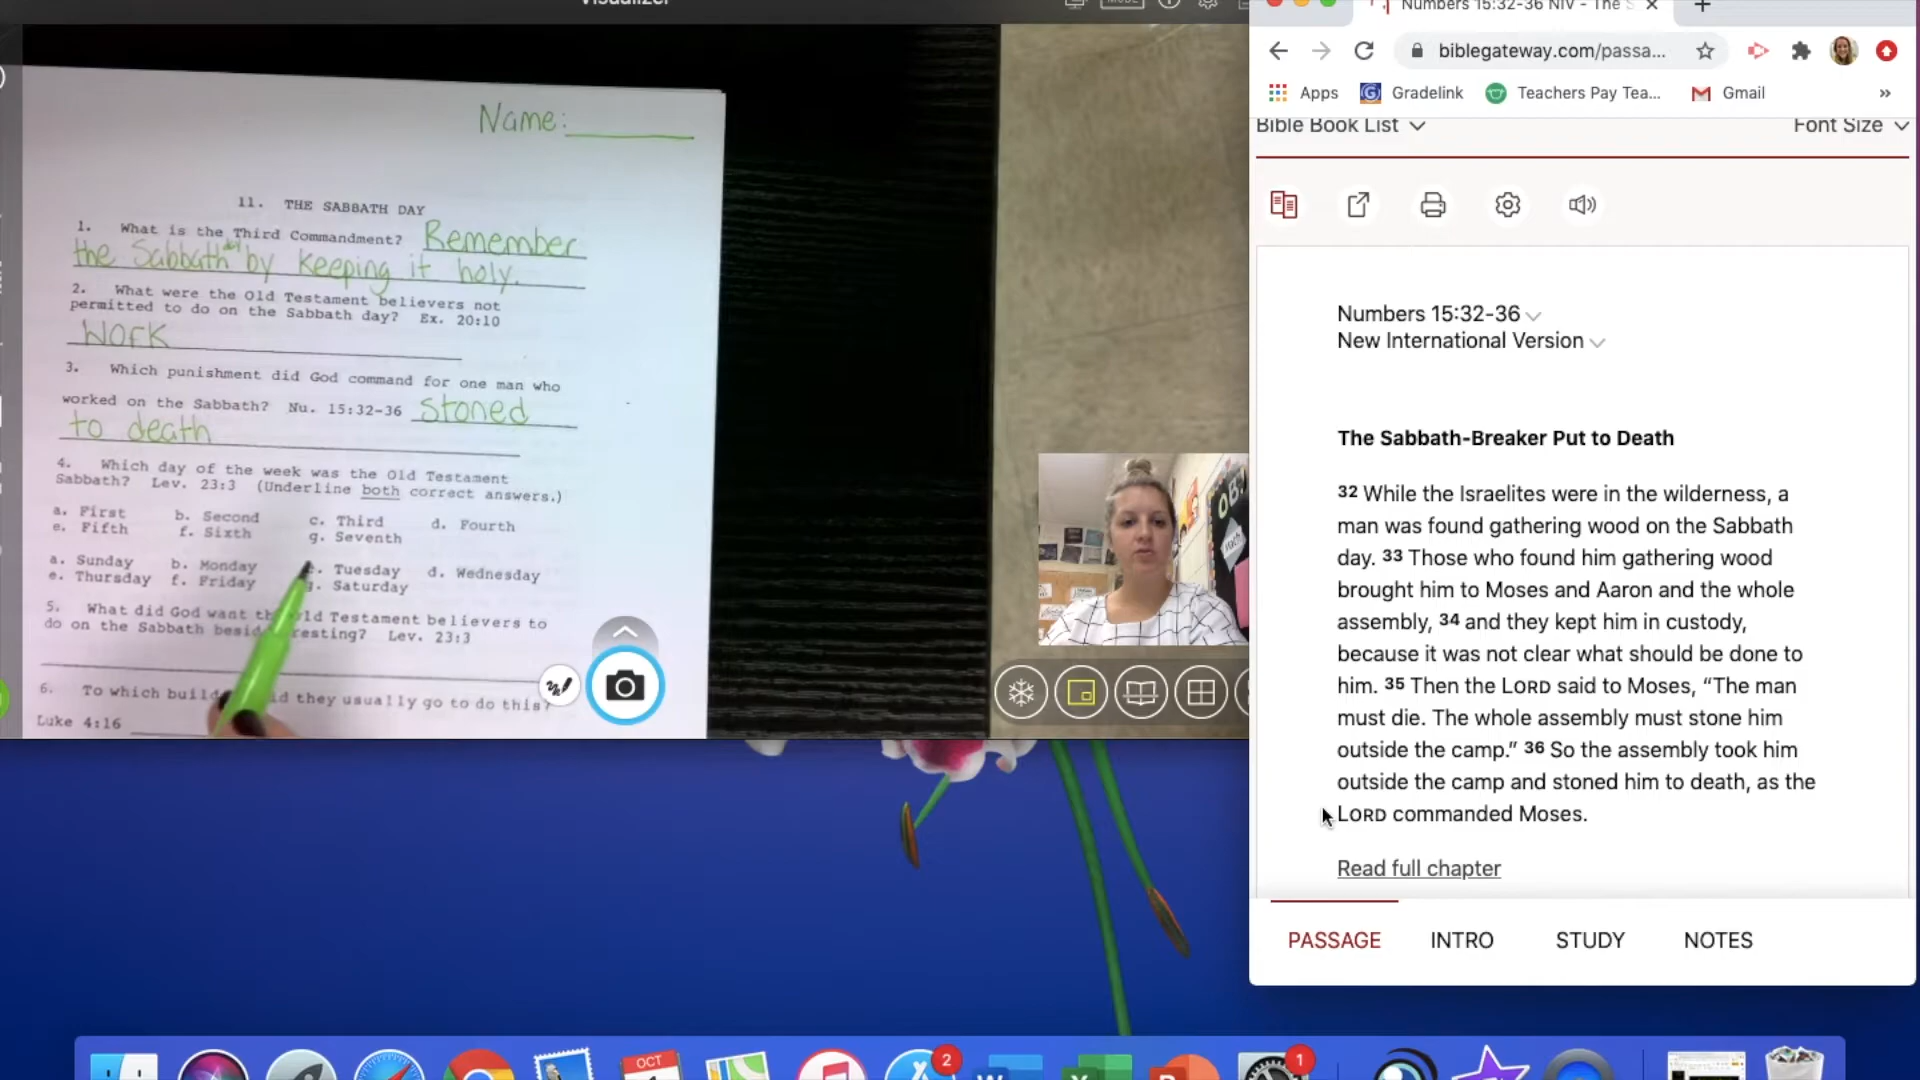 Visualizer
Name:
11. THE SABBATH DAY
1. What is the Third Commandment? Remember
the Sabbath day by keeping it holy.
2. What were the Old Testament believers not
permitted to do on the Sabbath day? Ex. 20:10
Work
3. Which punishment did God command for one man who
worked on the Sabbath? Nu. 15:32-36 stoned
to death
4. Which day of the week was the Old Testament
Sabbath? Lev. 23:3 (Underline both correct answers.)
a. First b. Second c. Third d. Fourth
e. Fifth f. Sixth g. Seventh
a. Sunday b. Monday c. Tuesday d. Wednesday
e. Thursday f. Friday g. Saturday
5. What did God want the Old Testament believers to
do on the Sabbath besides resting? Lev. 23:3
6. To which did they usually go to do this?
Luke 4:16
Numbers 15:32-36 NIV - The S
biblegateway.com/passa...
Apps Gradelink Teachers Pay Tea... Gmail »
Bible Book List Font Size
Numbers 15:32-36
New International Version
The Sabbath-Breaker Put to Death
32 While the Israelites were in the wilderness, a
man was found gathering wood on the Sabbath
day. 33 Those who found him gathering wood
brought him to Moses and Aaron and the whole
assembly, 34 and they kept him in custody,
because it was not clear what should be done to
him. 35 Then the LORD said to Moses, “The man
must die. The whole assembly must stone him
outside the camp.” 36 So the assembly took him
outside the camp and stoned him to death, as the
LORD commanded Moses.
Read full chapter
PASSAGE INTRO STUDY NOTES
OCT
2
1